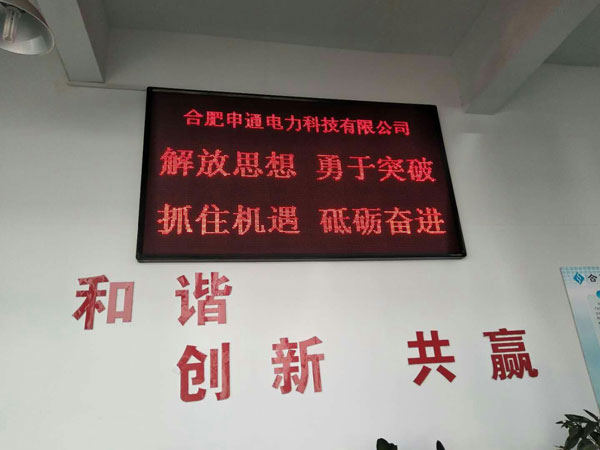 合肥申通电力科技有限公司
解放思想 勇于突破
抓住机遇 砥砺奋进
和谐
创新 共赢
合